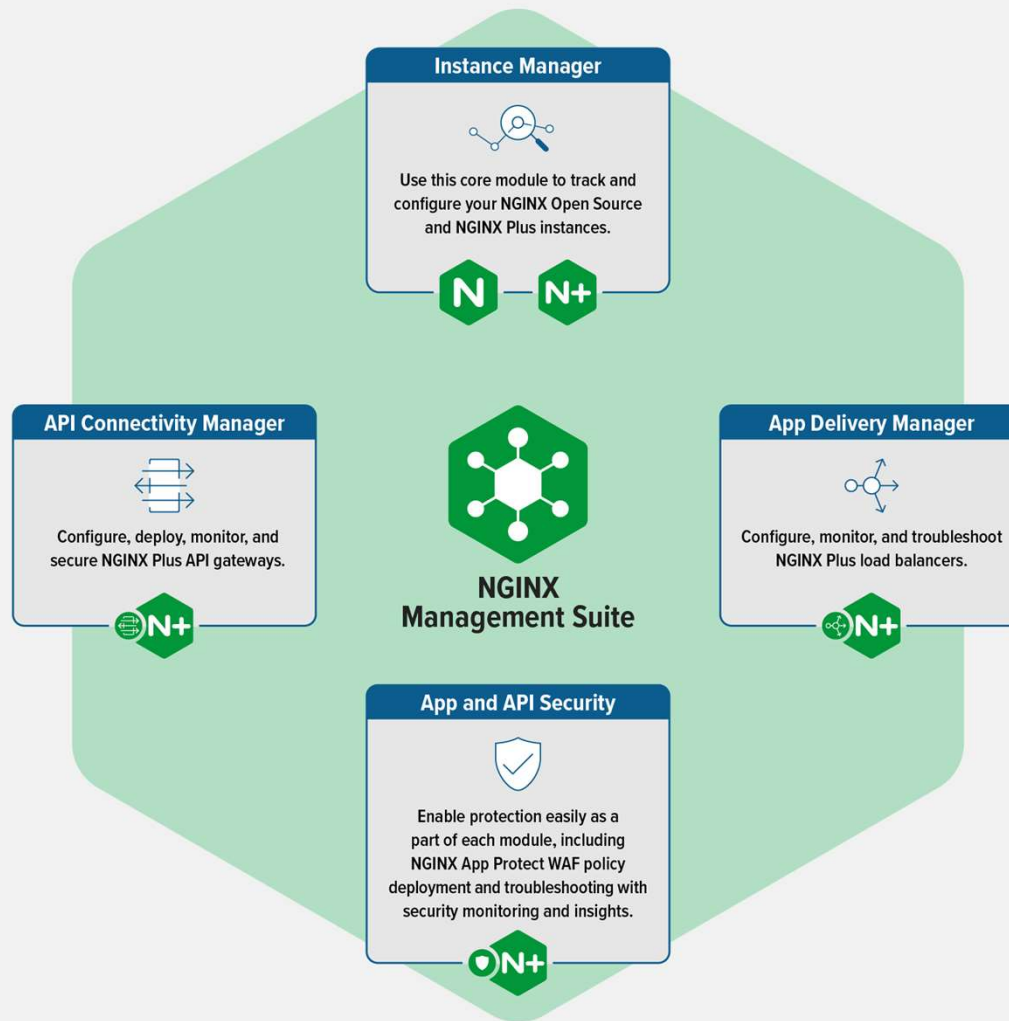 Instance Manager
Use this core module to track and
configure your NGINX Open Source
and NGINX Plus instances.
N
N+
API Connectivity Manager
Configure, deploy, monitor, and
secure NGINX Plus API gateways.
N+
NGINX
Management Suite
App Delivery Manager
Configure, monitor, and troubleshoot
NGINX Plus load balancers.
N+
App and API Security
Enable protection easily as a
part of each module, including
NGINX App Protect WAF policy
deployment and troubleshooting with
security monitoring and insights.
N+